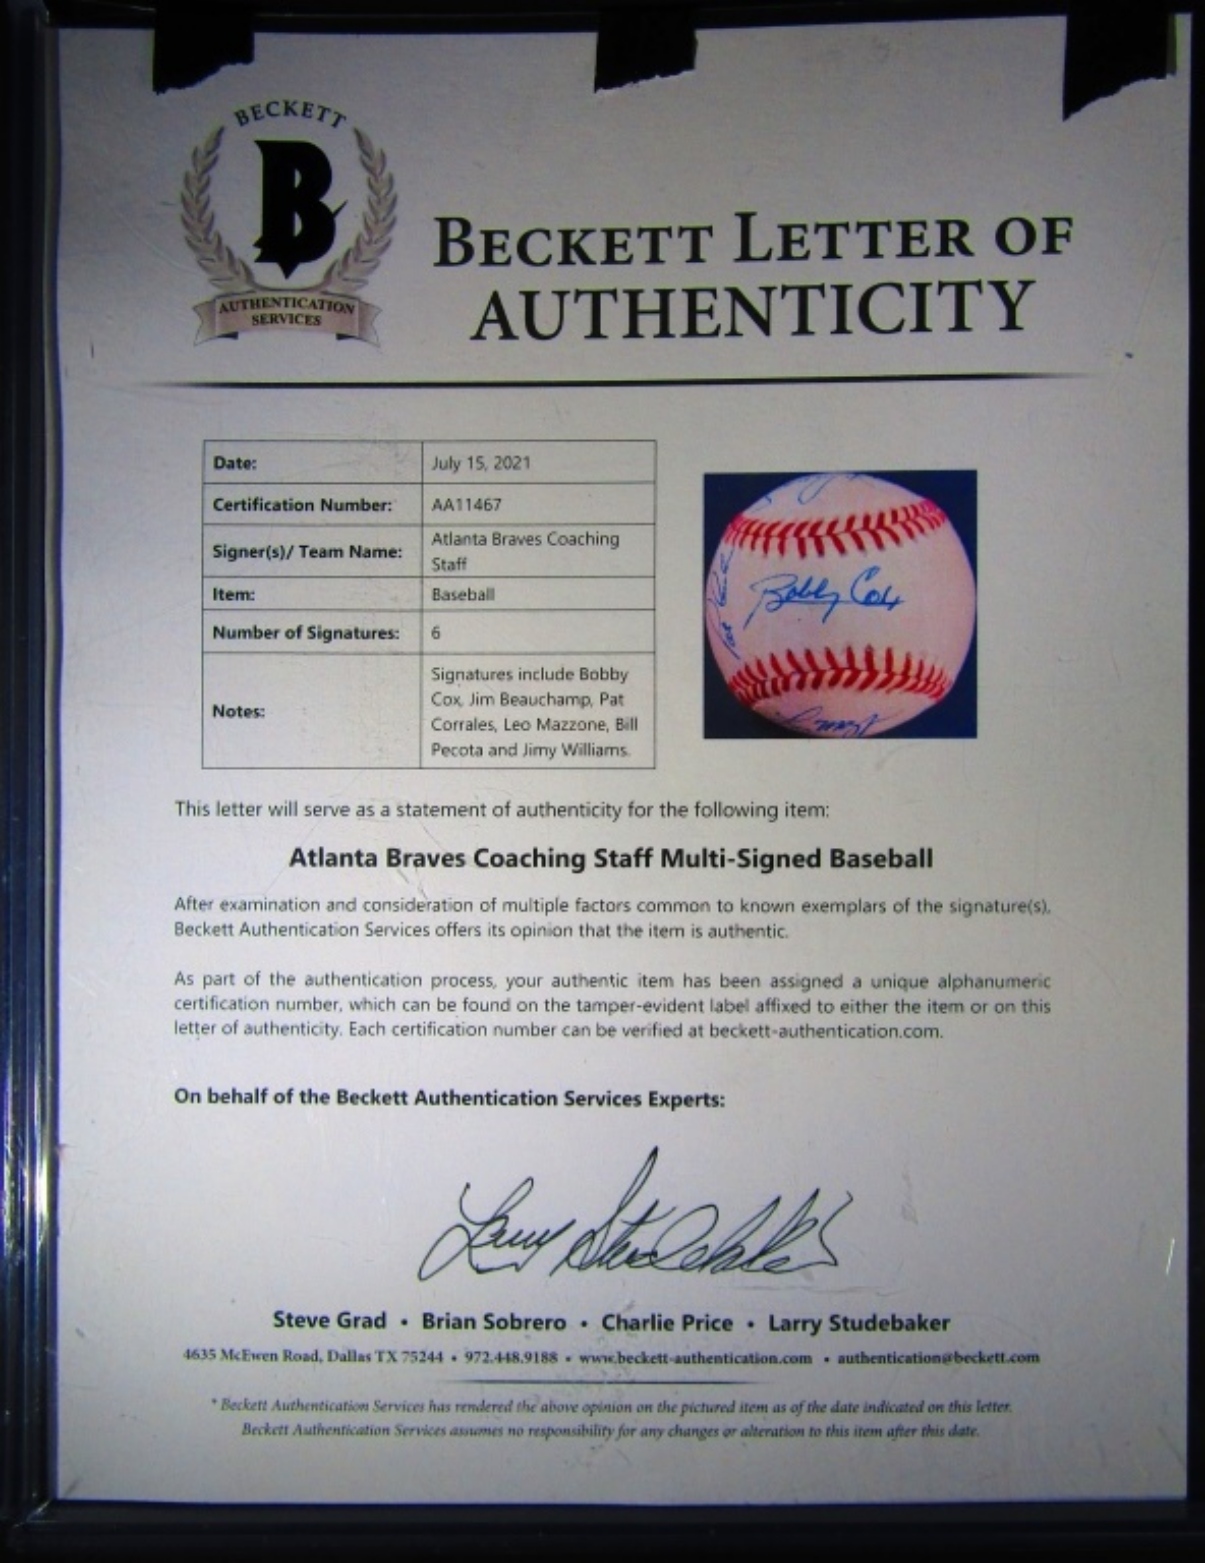 BECKETT
B
AUTHENTICATION
SERVICES
BECKETT LETTER OF
AUTHENTICITY
Date: July 15, 2021
Certification Number: AA11467
Signer(s)/ Team Name: Atlanta Braves Coaching
Staff
Item: Baseball
Number of Signatures: 6
Notes: Signatures include Bobby
Cox, Jim Beauchamp, Pat
Corrales, Leo Mazzone, Bill
Pecota and Jimy Williams.
Bobby Cox
This letter will serve as a statement of authenticity for the following item:
Atlanta Braves Coaching Staff Multi-Signed Baseball
After examination and consideration of multiple factors common to known exemplars of the signature(s),
Beckett Authentication Services offers its opinion that the item is authentic.
As part of the authentication process, your authentic item has been assigned a unique alphanumeric
certification number, which can be found on the tamper-evident label affixed to either the item or on this
letter of authenticity. Each certification number can be verified at beckett-authentication.com.
On behalf of the Beckett Authentication Services Experts:
Larry Studebaker
Steve Grad • Brian Sobrero • Charlie Price • Larry Studebaker
4635 McEwen Road, Dallas TX 75244 • 972.448.9188 • www.beckett-authentication.com • authentication@beckett.com
* Beckett Authentication Services has rendered the above opinion on the pictured item as of the date indicated on this letter.
Beckett Authentication Services assumes no responsibility for any changes or alteration to this item after this date.